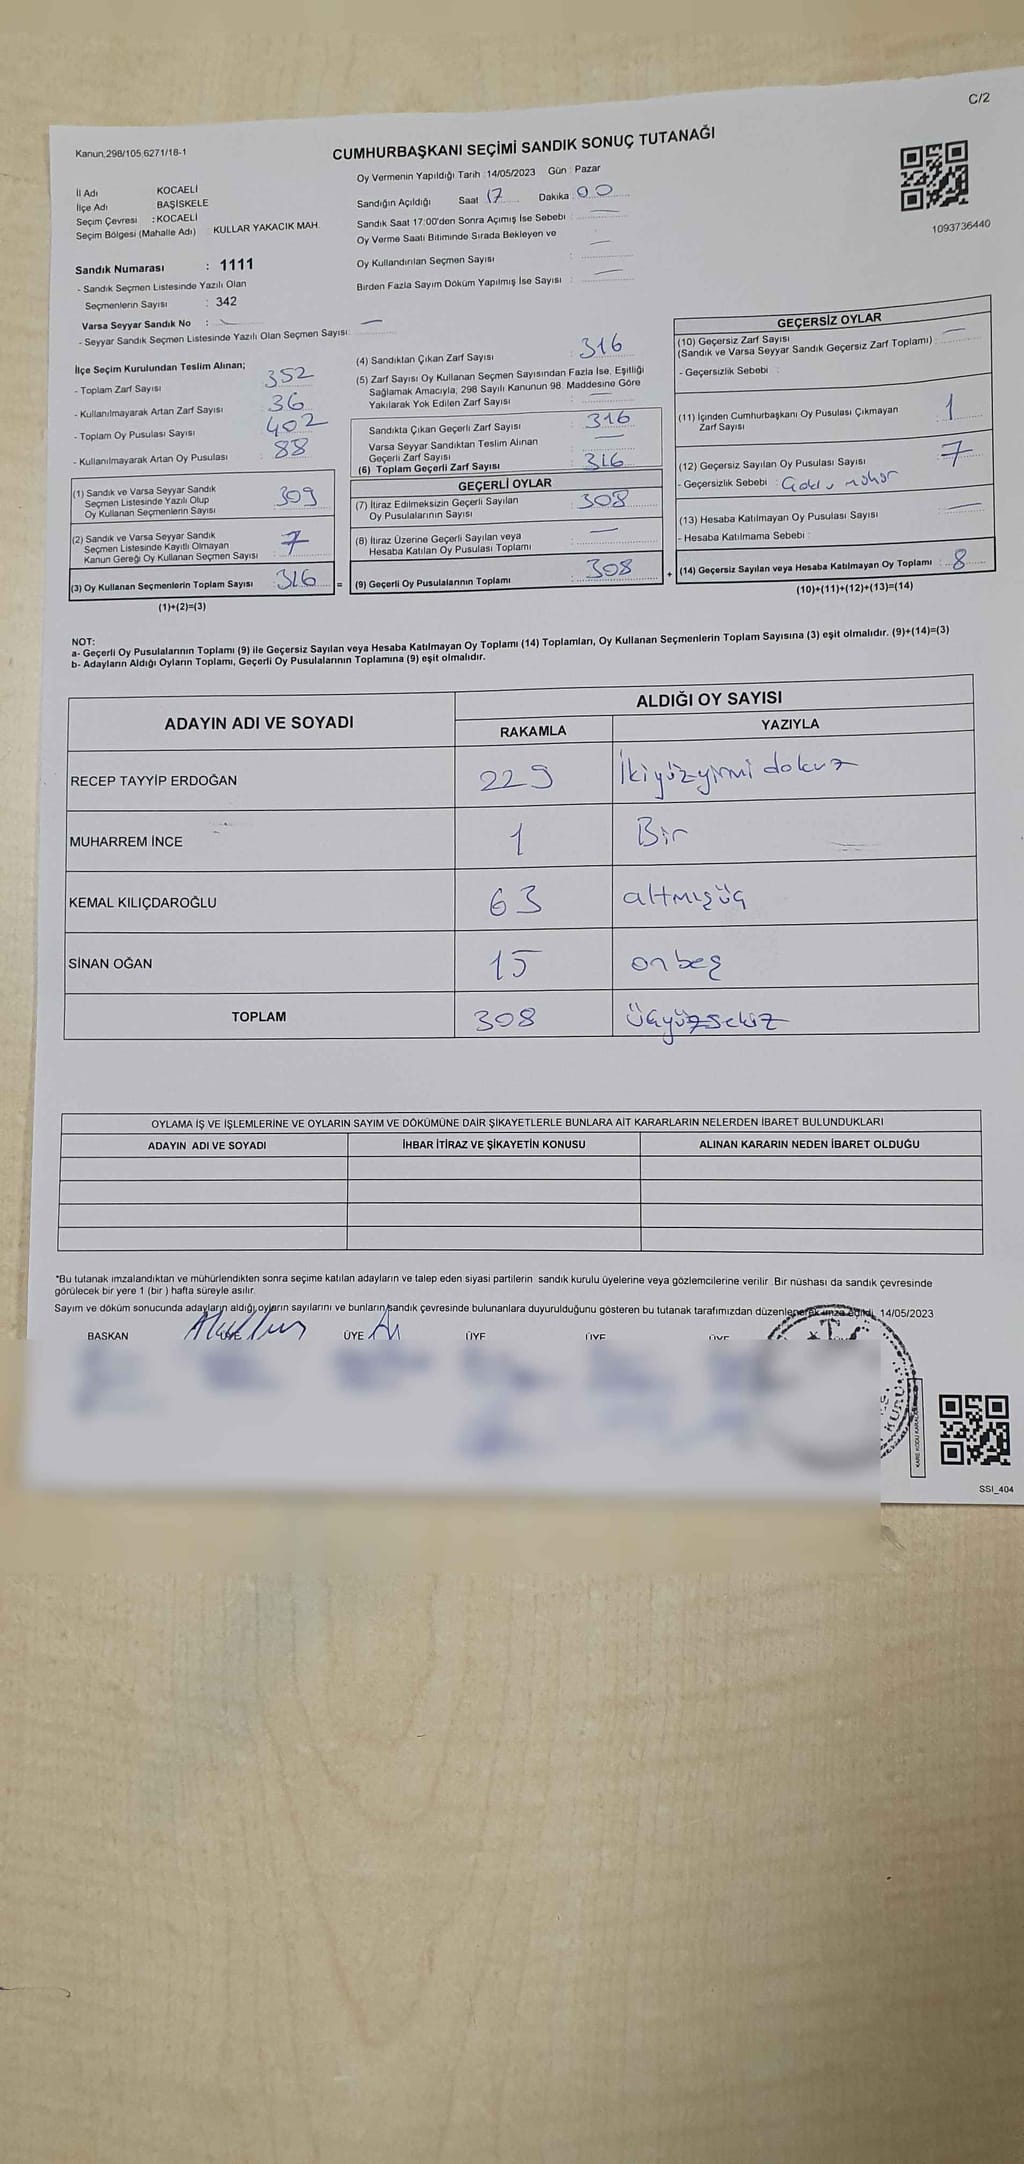 C/2
Kanun,298/105,6271/18-1
CUMHURBAŞKANI SEÇİMİ SANDIK SONUÇ TUTANAĞI
İl Adı KOCAELİ
İlçe Adı BAŞİSKELE
Seçim Çevresi : KOCAELİ
Seçim Bölgesi (Mahalle Adı) : KULLAR YAKACIK MAH.
Sandık Numarası : 1111
- Sandık Seçmen Listesinde Yazılı Olan
Seçmenlerin Sayısı : 342
Varsa Seyyar Sandık No :
- Seyyar Sandık Seçmen Listesinde Yazılı Olan Seçmen Sayısı:
Oy Vermenin Yapıldığı Tarih : 14/05/2023 Gün : Pazar
Sandığın Açıldığı Saat 17 Dakika 00
Sandık Saat 17:00'den Sonra Açımış İse Sebebi :
Oy Verme Saati Bitiminde Sırada Bekleyen ve
Oy Kullandırılan Seçmen Sayısı :
Birden Fazla Sayım Döküm Yapılmış İse Sayısı :
1093736440
İlçe Seçim Kurulundan Teslim Alınan;
- Toplam Zarf Sayısı 352
- Kullanılmayarak Artan Zarf Sayısı 36
- Toplam Oy Pusulası Sayısı 402
- Kullanılmayarak Artan Oy Pusulası 88
(1) Sandık ve Varsa Seyyar Sandık
Seçmen Listesinde Yazılı Olup
Oy Kullanan Seçmenlerin Sayısı 309
(2) Sandık ve Varsa Seyyar Sandık
Seçmen Listesinde Kayıtlı Olmayan
Kanun Gereği Oy Kullanan Seçmen Sayısı 7
(3) Oy Kullanan Seçmenlerin Toplam Sayısı : 316 =
(1)+(2)=(3)
(4) Sandıktan Çıkan Zarf Sayısı : 316
(5) Zarf Sayısı Oy Kullanan Seçmen Sayısından Fazla İse, Eşitliği
Sağlamak Amacıyla, 298 Sayılı Kanunun 98. Maddesine Göre
Yakılarak Yok Edilen Zarf Sayısı :
Sandıkta Çıkan Geçerli Zarf Sayısı : 316
Varsa Seyyar Sandıktan Teslim Alınan
Geçerli Zarf Sayısı
(6) Toplam Geçerli Zarf Sayısı : 316
GEÇERLİ OYLAR
(7) İtiraz Edilmeksizin Geçerli Sayılan
Oy Pusulalarının Sayısı : 308
(8) İtiraz Üzerine Geçerli Sayılan veya
Hesaba Katılan Oy Pusulası Toplamı :
(9) Geçerli Oy Pusulalarının Toplamı : 308 +
GEÇERSİZ OYLAR
(10) Geçersiz Zarf Sayısı
(Sandık ve Varsa Seyyar Sandık Geçersiz Zarf Toplamı) :
- Geçersizlik Sebebi :
(11) İçinden Cumhurbaşkanı Oy Pusulası Çıkmayan
Zarf Sayısı : 1
(12) Geçersiz Sayılan Oy Pusulası Sayısı : 7
- Geçersizlik Sebebi :
(13) Hesaba Katılmayan Oy Pusulası Sayısı :
- Hesaba Katılmama Sebebi :
(14) Geçersiz Sayılan veya Hesaba Katılmayan Oy Toplamı : 8
(10)+(11)+(12)+(13)=(14)
NOT:
a- Geçerli Oy Pusulalarının Toplamı (9) ile Geçersiz Sayılan veya Hesaba Katılmayan Oy Toplamı (14) Toplamları, Oy Kullanan Seçmenlerin Toplam Sayısına (3) eşit olmalıdır. (9)+(14)=(3)
b- Adayların Aldığı Oyların Toplamı, Geçerli Oy Pusulalarının Toplamına (9) eşit olmalıdır.
ADAYIN ADI VE SOYADI ALDIĞI OY SAYISI
RAKAMLA YAZIYLA
RECEP TAYYİP ERDOĞAN 229 İkiyüzyirmi dokuz
MUHARREM İNCE 1 Bir
KEMAL KILIÇDAROĞLU 63 altmışüç
SİNAN OĞAN 15 onbeş
TOPLAM 308 üçyüzsekiz
OYLAMA İŞ VE İŞLEMLERİNE VE OYLARIN SAYIM VE DÖKÜMÜNE DAİR ŞİKAYETLERLE BUNLARA AİT KARARLARIN NELERDEN İBARET BULUNDUKLARI
ADAYIN ADI VE SOYADI İHBAR İTİRAZ VE ŞİKAYETİN KONUSU ALINAN KARARIN NEDEN İBARET OLDUĞU
*Bu tutanak imzalandıktan ve mühürlendikten sonra seçime katılan adayların ve talep eden siyasi partilerin sandık kurulu üyelerine veya gözlemcilerine verilir. Bir nüshası da sandık çevresinde
görülecek bir yere 1 (bir ) hafta süreyle asılır.
Sayım ve döküm sonucunda adayların aldığı oyların sayılarını ve bunların sandık çevresinde bulunanlara duyurulduğunu gösteren bu tutanak tarafımızdan düzenlenerek imza edildi. 14/05/2023
BAŞKAN ÜYE ÜYE ÜYE ÜYE ÜYE
SSI_404